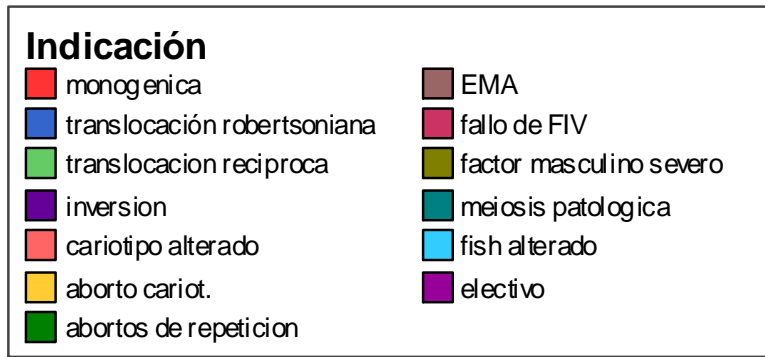 Indicación
monogenica
translocación robertsoniana
translocacion reciproca
inversion
cariotipo alterado
aborto cariot.
abortos de repeticion
EMA
fallo de FIV
factor masculino severo
meiosis patologica
fish alterado
electivo